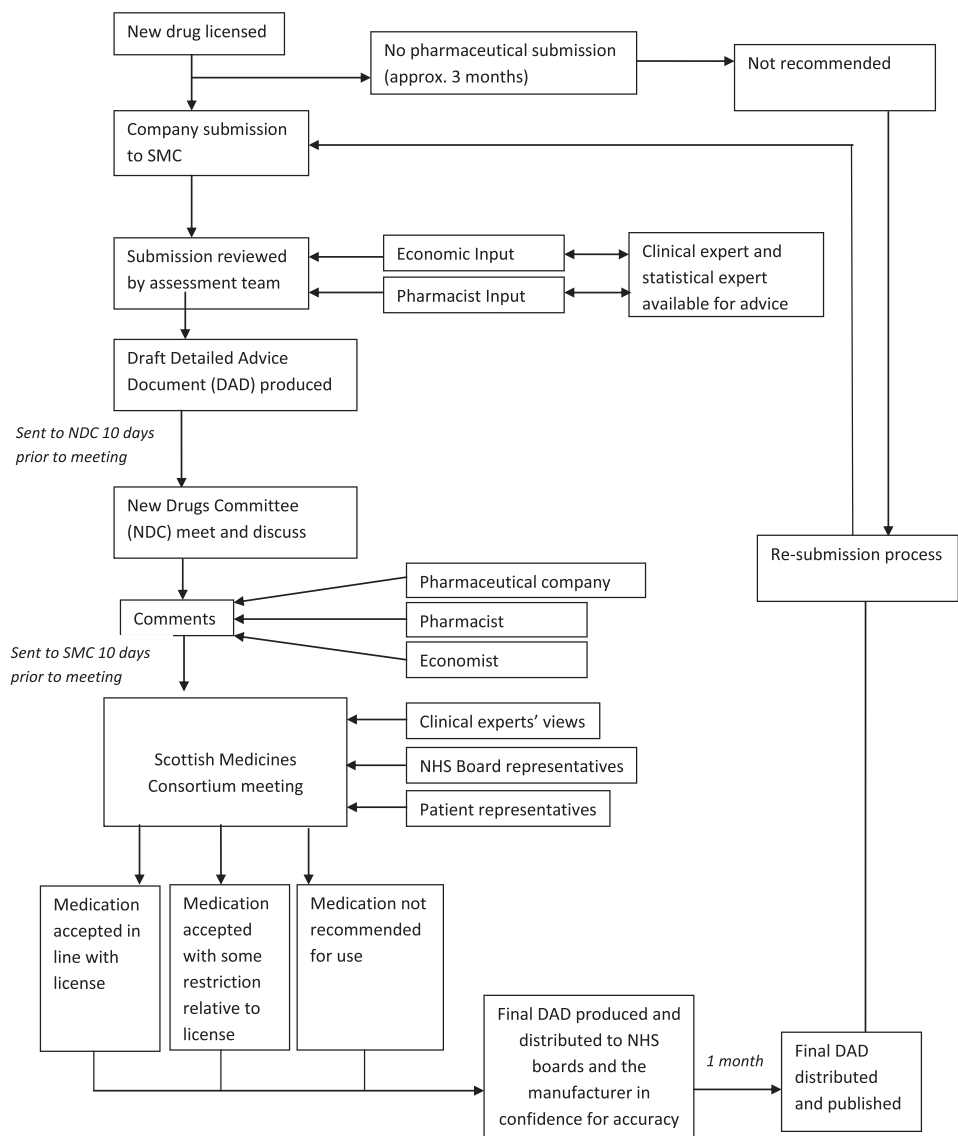 New drug licensed
No pharmaceutical submission
(approx. 3 months)
Not recommended
Company submission
to SMC
Submission reviewed
by assessment team
Economic Input
Pharmacist Input
Clinical expert and
statistical expert
available for advice
Draft Detailed Advice
Document (DAD) produced
Sent to NDC 10 days
prior to meeting
New Drugs Committee
(NDC) meet and discuss
Re-submission process
Comments
Pharmaceutical company
Pharmacist
Economist
Sent to SMC 10 days
prior to meeting
Scottish Medicines
Consortium meeting
Clinical experts’ views
NHS Board representatives
Patient representatives
Medication
accepted in
line with
license
Medication
accepted
with some
restriction
relative to
license
Medication not
recommended
for use
Final DAD produced and
distributed to NHS
boards and the
manufacturer in
confidence for accuracy
1 month
Final DAD
distributed
and published